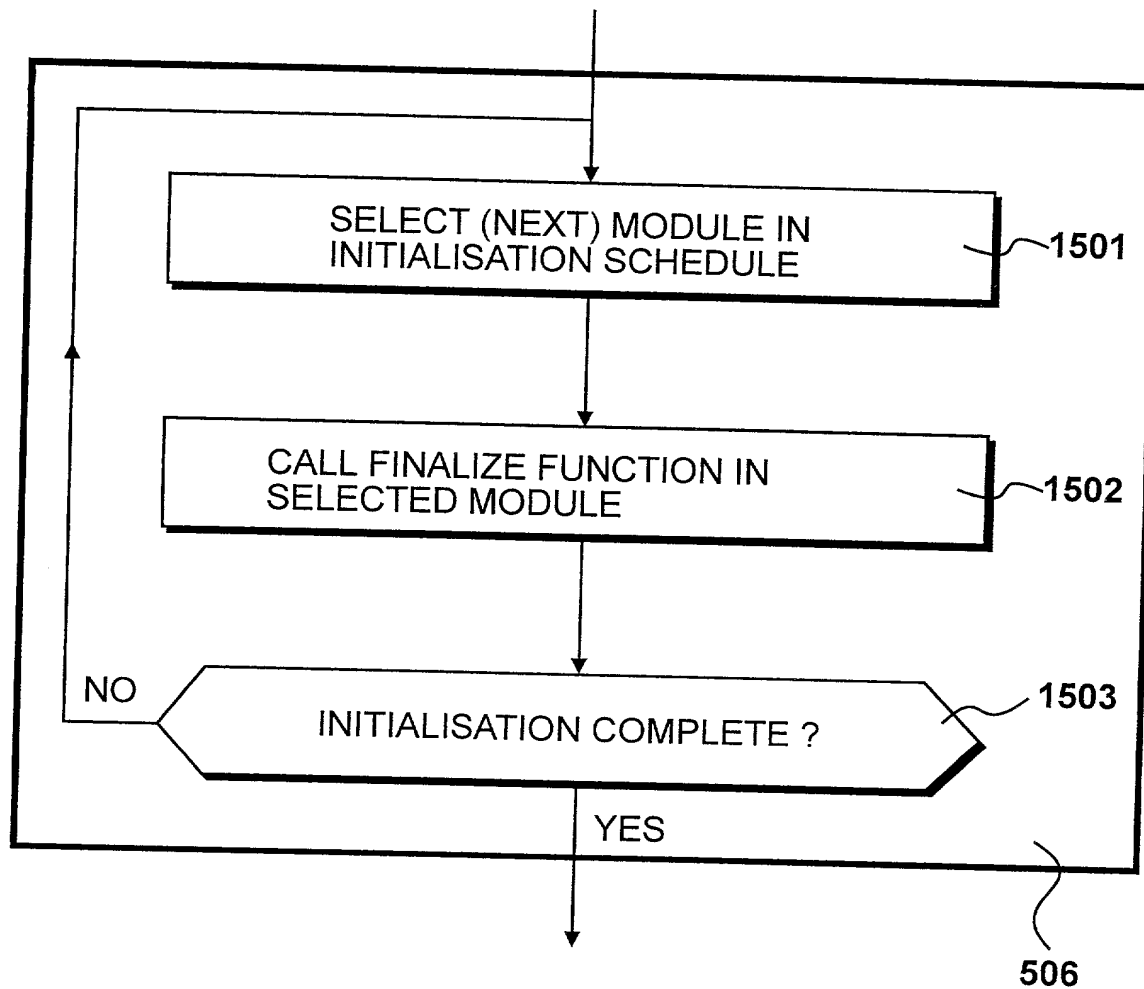 SELECT (NEXT) MODULE IN
INITIALISATION SCHEDULE
1501
CALL FINALIZE FUNCTION IN
SELECTED MODULE
1502
NO
INITIALISATION COMPLETE ?
1503
YES
506